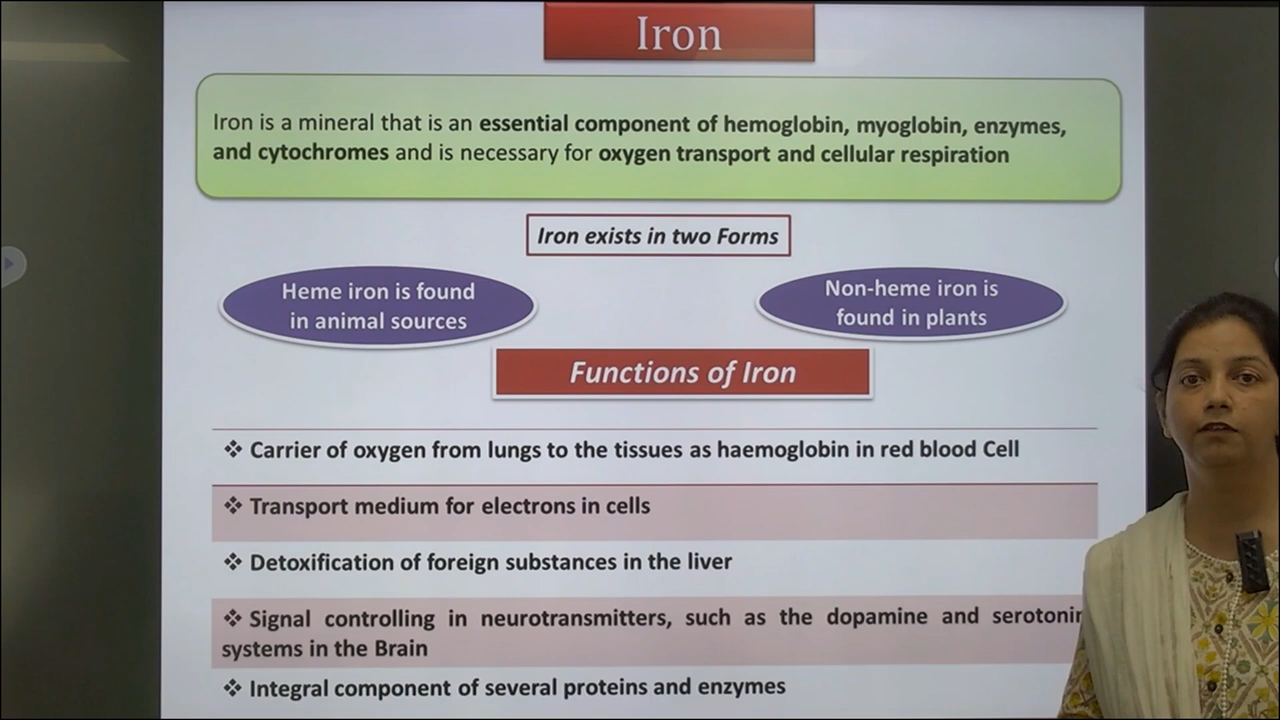 Iron
Iron is a mineral that is an essential component of hemoglobin, myoglobin, enzymes,
and cytochromes and is necessary for oxygen transport and cellular respiration
Iron exists in two Forms
Heme iron is found
in animal sources
Non-heme iron is
found in plants
Functions of Iron
❖ Carrier of oxygen from lungs to the tissues as haemoglobin in red blood Cell
❖ Transport medium for electrons in cells
❖ Detoxification of foreign substances in the liver
❖ Signal controlling in neurotransmitters, such as the dopamine and
systems in the Brain
❖ Integral component of several proteins and enzymes